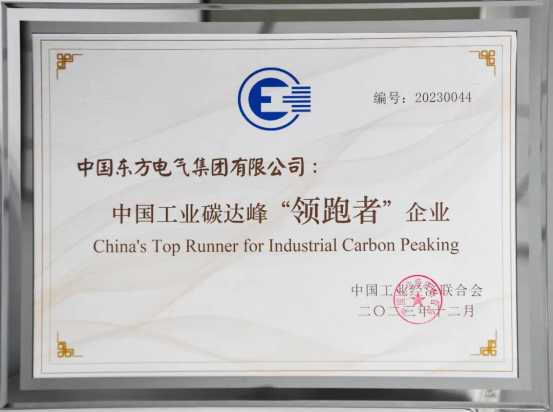 编号：20230044
中国东方电气集团有限公司：
中国工业碳达峰“领跑者”企业
China's Top Runner for Industrial Carbon Peaking
中国工业经济联合会
二〇二三年十二月